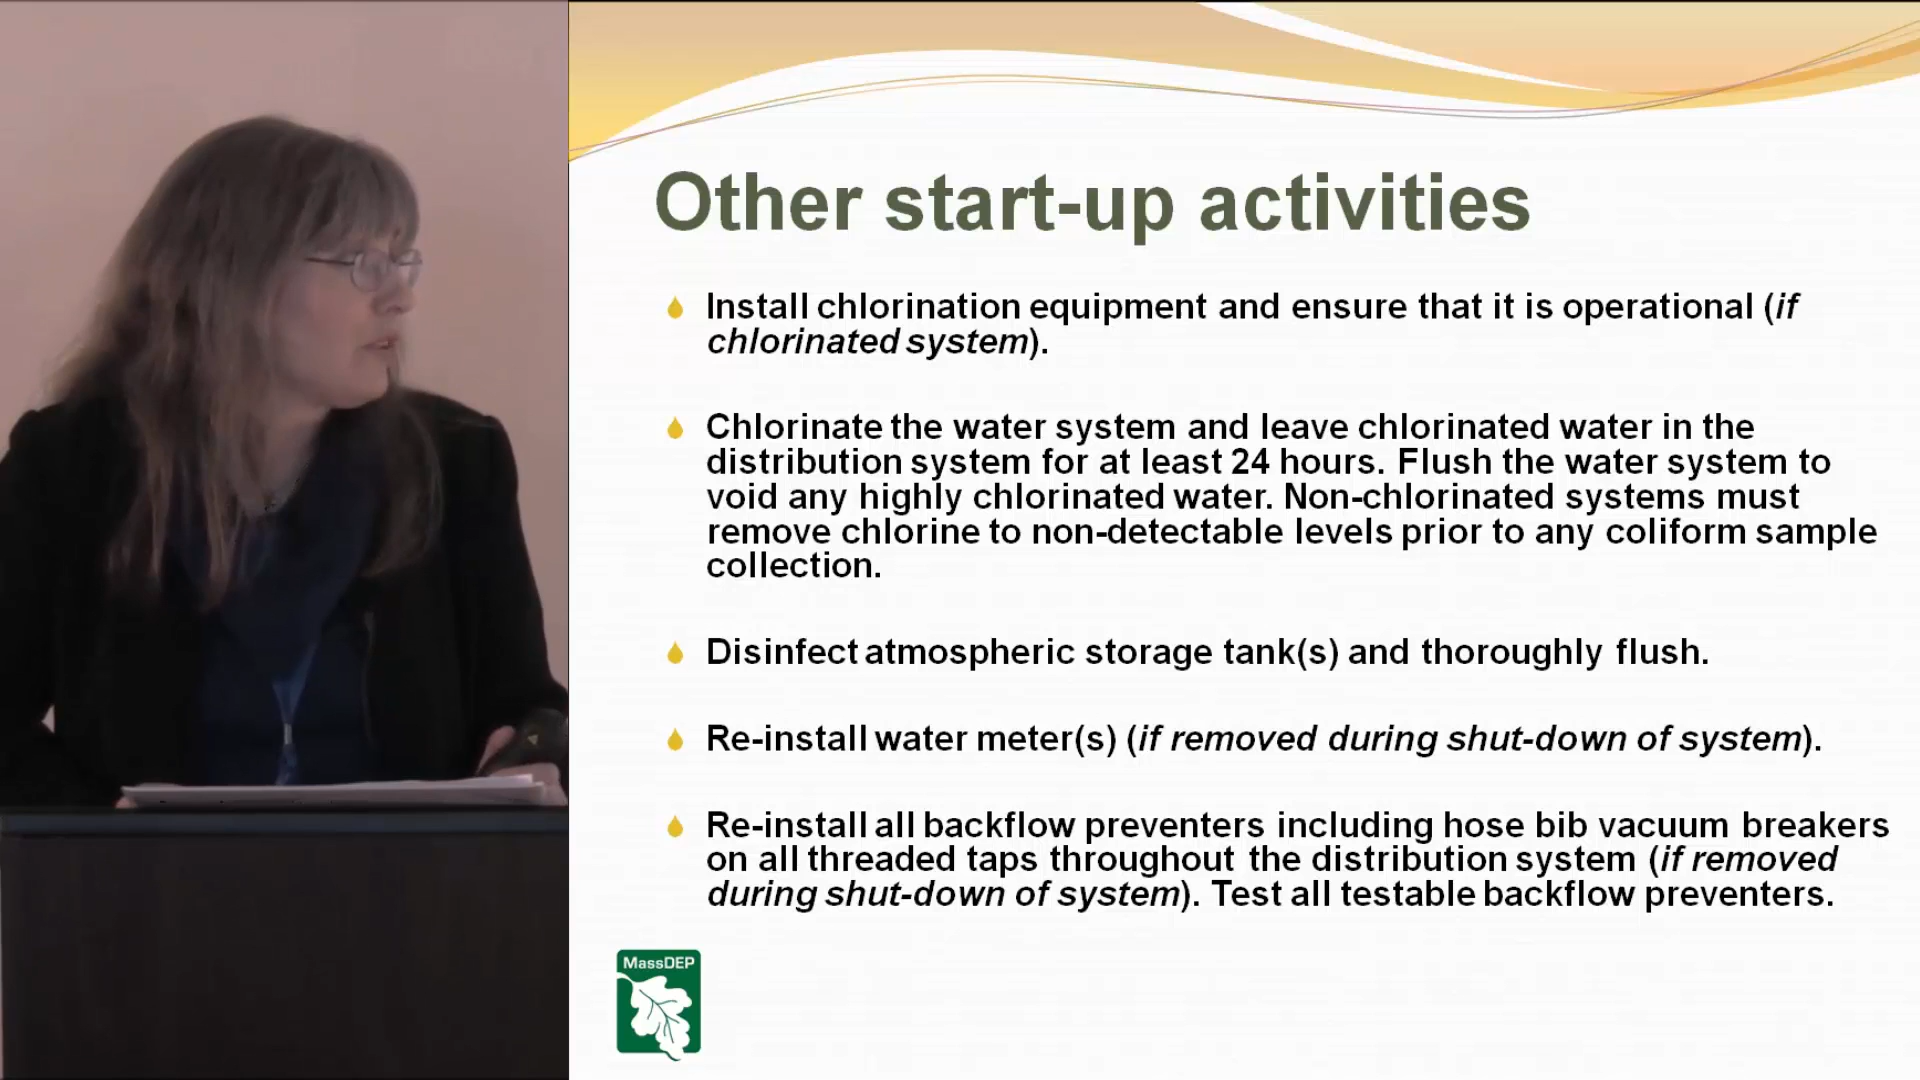 Other start-up activities
Install chlorination equipment and ensure that it is operational (if
chlorinated system).
Chlorinate the water system and leave chlorinated water in the
distribution system for at least 24 hours. Flush the water system to
void any highly chlorinated water. Non-chlorinated systems must
remove chlorine to non-detectable levels prior to any coliform sample
collection.
Disinfect atmospheric storage tank(s) and thoroughly flush.
Re-install water meter(s) (if removed during shut-down of system).
Re-install all backflow preventers including hose bib vacuum breakers
on all threaded taps throughout the distribution system (if removed
during shut-down of system). Test all testable backflow preventers.
MassDEP